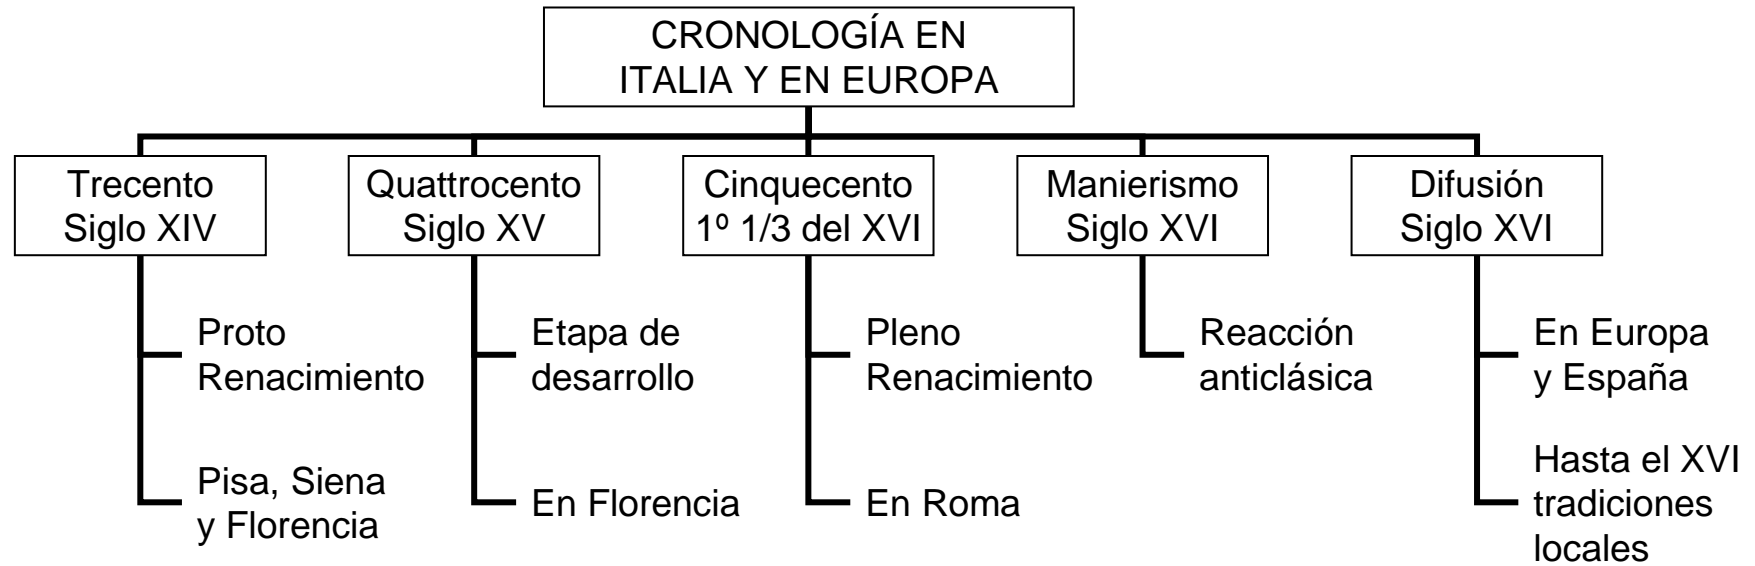 CRONOLOGÍA EN
ITALIA Y EN EUROPA
Trecento
Siglo XIV
Proto
Renacimiento
Pisa, Siena
y Florencia
Quattrocento
Siglo XV
Etapa de
desarrollo
En Florencia
Cinquecento
1º 1/3 del XVI
Pleno
Renacimiento
En Roma
Manierismo
Siglo XVI
Reacción
anticlásica
Difusión
Siglo XVI
En Europa
y España
Hasta el XVI
tradiciones
locales